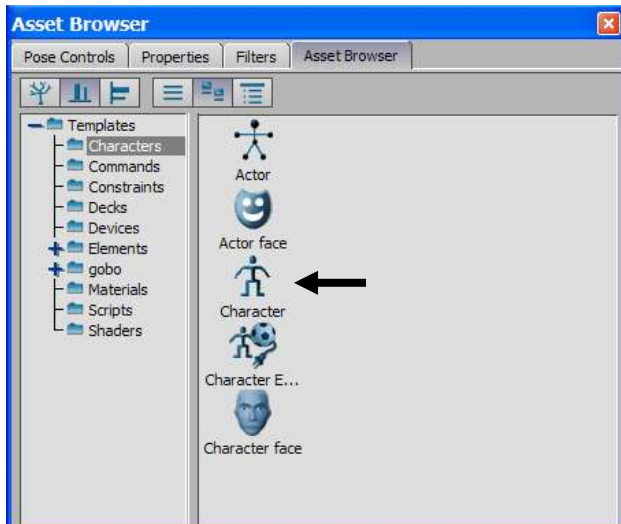 Asset Browser
Pose Controls Properties Filters Asset Browser
Templates
Characters
Commands
Constraints
Decks
Devices
Elements
gobo
Materials
Scripts
Shaders
Actor
Actor face
Character
Character E...
Character face